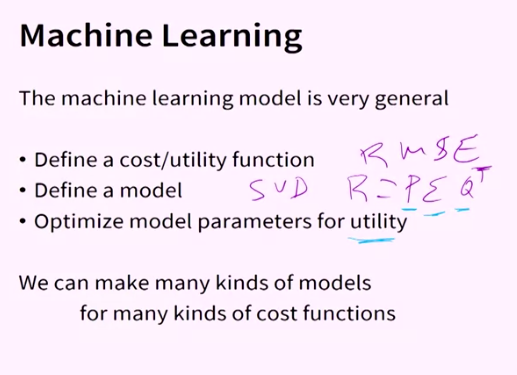 Machine Learning
The machine learning model is very general
• Define a cost/utility function RMSE
• Define a model SVD R=PΣQᵀ
• Optimize model parameters for utility
We can make many kinds of models
for many kinds of cost functions